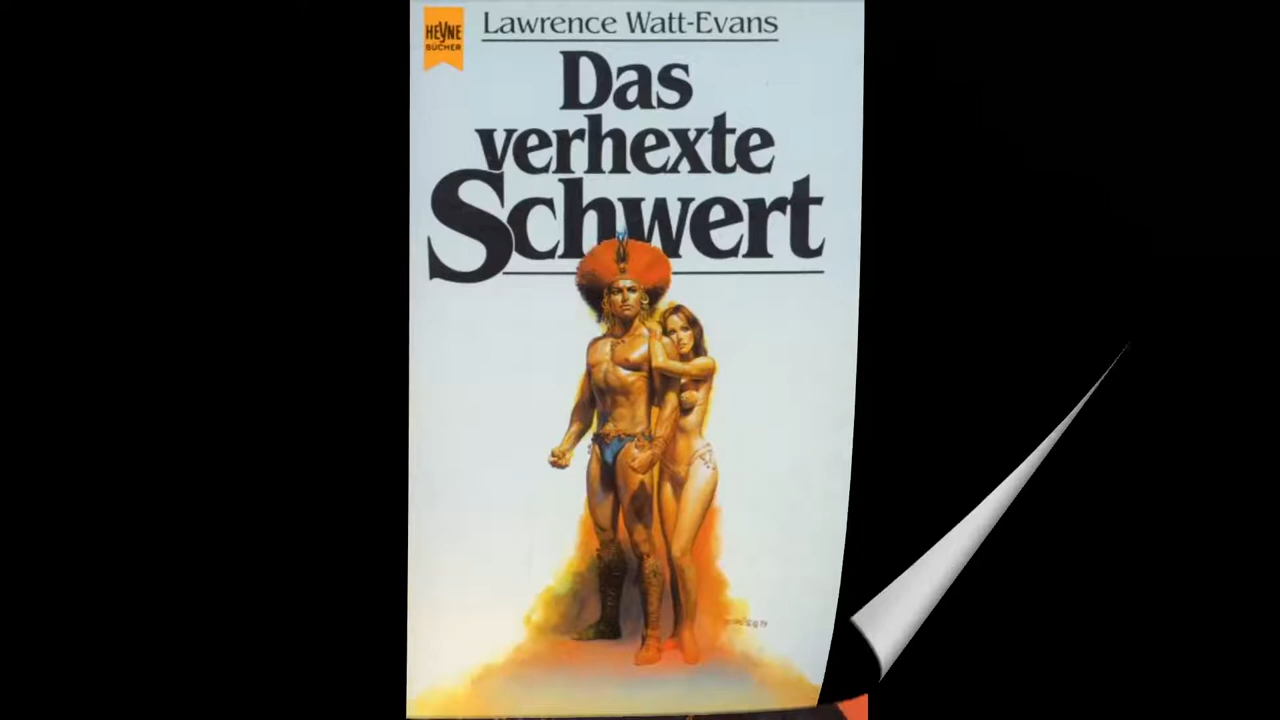 Lawrence Watt-Evans
HEYNE
BÜCHER
Das
verhexte
Schwert